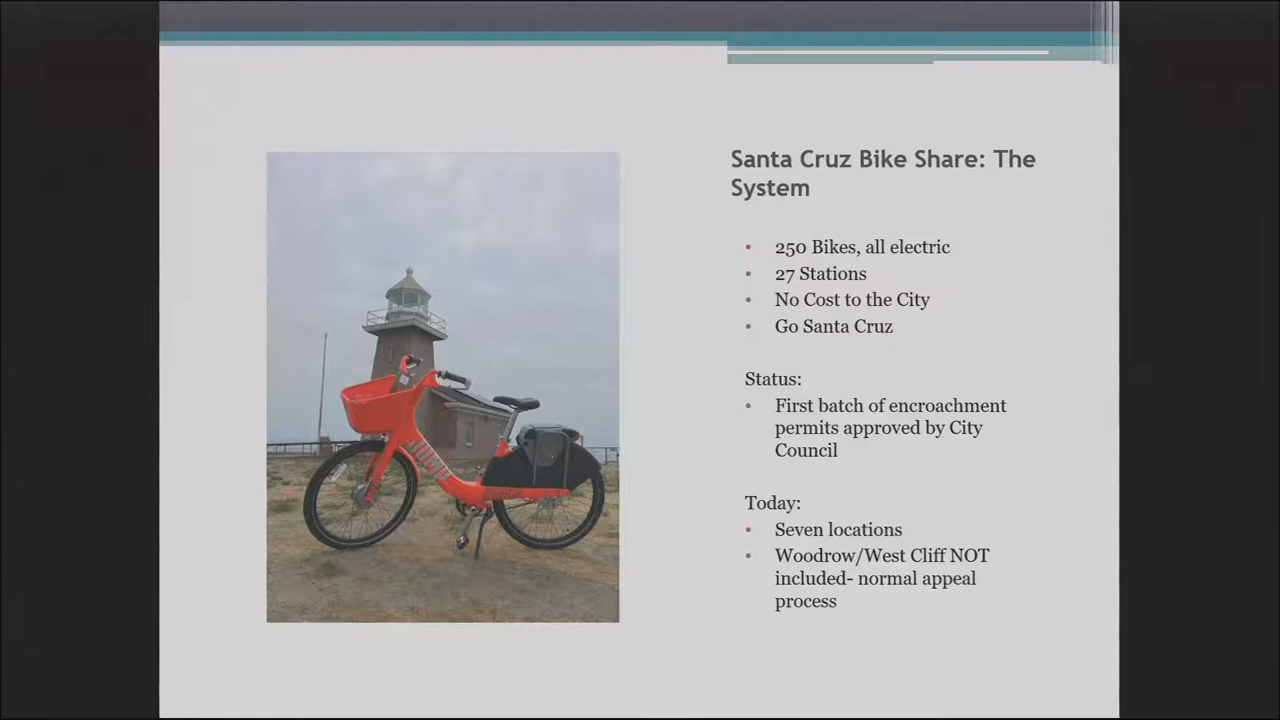 Santa Cruz Bike Share: The
System
• 250 Bikes, all electric
• 27 Stations
• No Cost to the City
• Go Santa Cruz
Status:
• First batch of encroachment
permits approved by City
Council
Today:
• Seven locations
• Woodrow/West Cliff NOT
included- normal appeal
process
JUMP